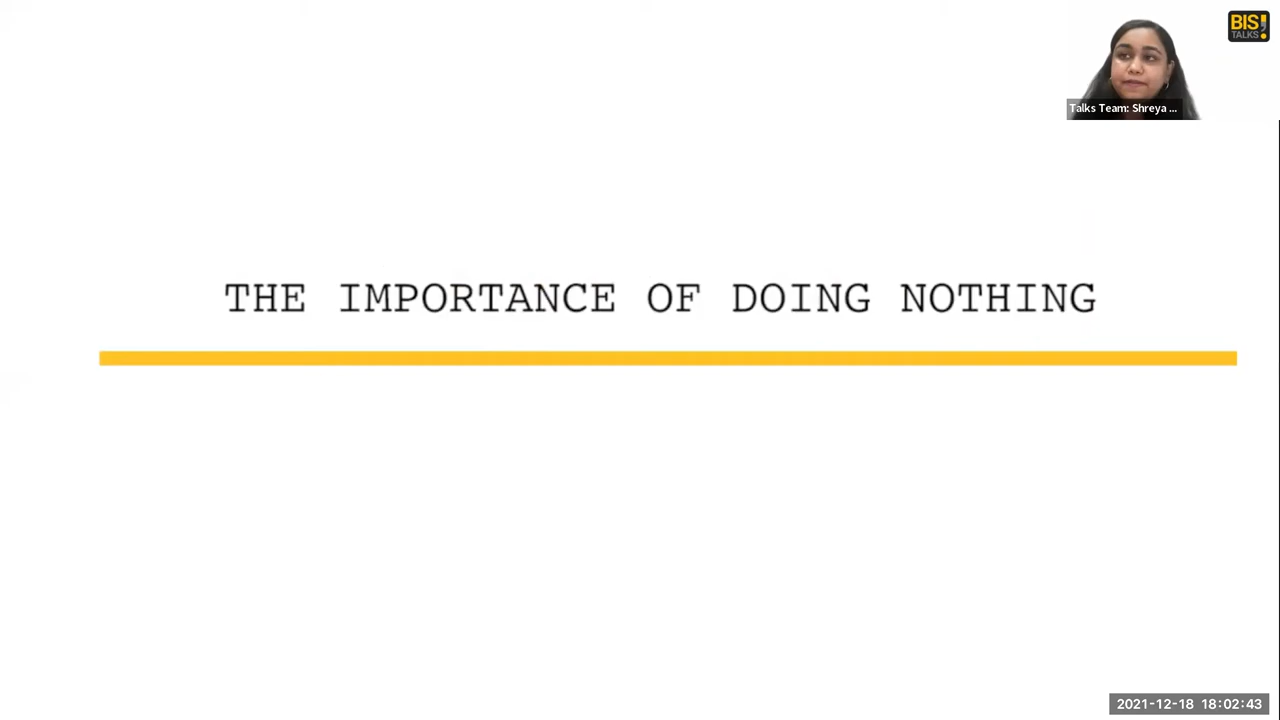 BIS!
TALKS
Talks Team: Shreya ...
THE IMPORTANCE OF DOING NOTHING
2021-12-18 18:02:43